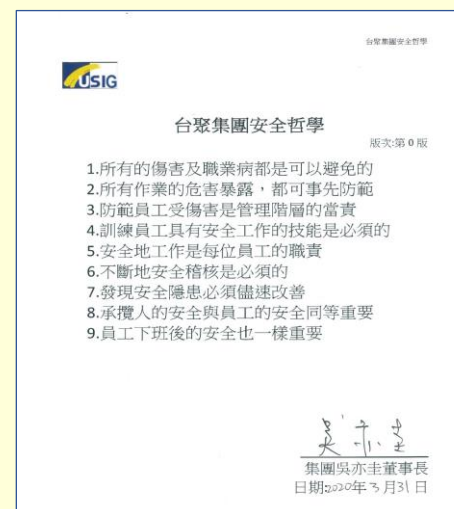 台聚集團安全哲學
USIG
台聚集團安全哲學
版次:第 0 版
1.所有的傷害及職業病都是可以避免的
2.所有作業的危害暴露，都可事先防範
3.防範員工受傷害是管理階層的當責
4.訓練員工具有安全工作的技能是必須的
5.安全地工作是每位員工的職責
6.不斷地安全稽核是必須的
7.發現安全隱患必須儘速改善
8.承攬人的安全與員工的安全同等重要
9.員工下班後的安全也一樣重要
吳亦圭
集團吳亦圭董事長
日期:2020年3月31日